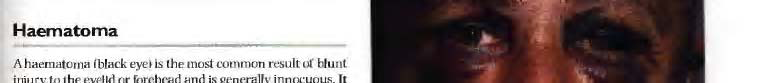 Haematoma
A haematoma (black eye) is the most common result of blunt
injury to the eyelid or forehead and is generally innocuous. It